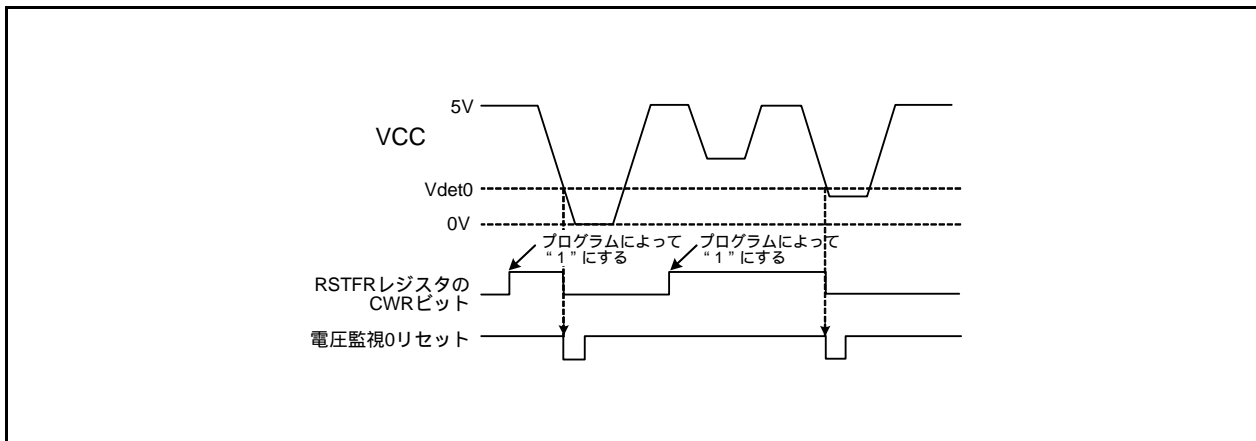 5V
VCC
Vdet0
0V
プログラムによって
“1”にする
プログラムによって
“1”にする
RSTFRレジスタの
CWRビット
電圧監視0リセット